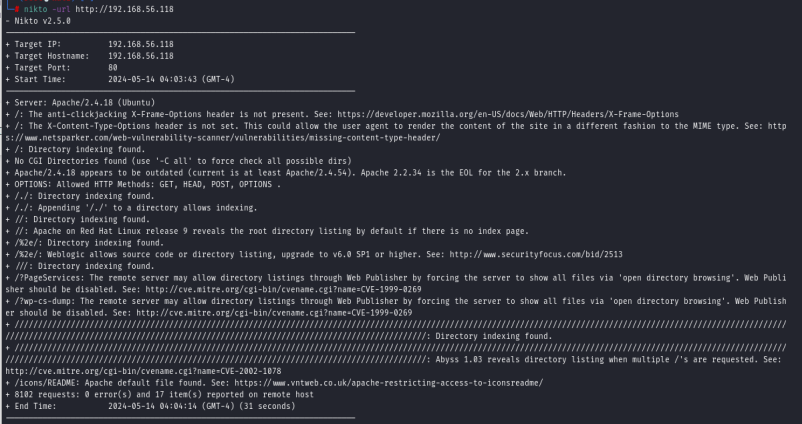 nikto -url http://192.168.56.118
- Nikto v2.5.0
+ Target IP: 192.168.56.118
+ Target Hostname: 192.168.56.118
+ Target Port: 80
+ Start Time: 2024-05-14 04:03:43 (GMT-4)
+ Server: Apache/2.4.18 (Ubuntu)
+ /: The anti-clickjacking X-Frame-Options header is not present. See: https://developer.mozilla.org/en-US/docs/Web/HTTP/Headers/X-Frame-Options
+ /: The X-Content-Type-Options header is not set. This could allow the user agent to render the content of the site in a different fashion to the MIME type. See: http
s://www.netsparker.com/web-vulnerability-scanner/vulnerabilities/missing-content-type-header/
+ /: Directory indexing found.
+ No CGI Directories found (use '-C all' to force check all possible dirs)
+ Apache/2.4.18 appears to be outdated (current is at least Apache/2.4.54). Apache 2.2.34 is the EOL for the 2.x branch.
+ OPTIONS: Allowed HTTP Methods: GET, HEAD, POST, OPTIONS .
+ /./: Directory indexing found.
+ /./: Appending '/./' to a directory allows indexing.
+ //: Directory indexing found.
+ //: Apache on Red Hat Linux release 9 reveals the root directory listing by default if there is no index page.
+ /%2e/: Directory indexing found.
+ /%2e/: Weblogic allows source code or directory listing, upgrade to v6.0 SP1 or higher. See: http://www.securityfocus.com/bid/2513
+ ///: Directory indexing found.
+ /?PageServices: The remote server may allow directory listings through Web Publisher by forcing the server to show all files via 'open directory browsing'. Web Publi
sher should be disabled. See: http://cve.mitre.org/cgi-bin/cvename.cgi?name=CVE-1999-0269
+ /?wp-cs-dump: The remote server may allow directory listings through Web Publisher by forcing the server to show all files via 'open directory browsing'. Web Publish
er should be disabled. See: http://cve.mitre.org/cgi-bin/cvename.cgi?name=CVE-1999-0269
+ ////////////////////////////////////////////////////////////////////////////////////////////////////////////////////////////////////////////////////////////////////
//////////////////////////////////////////////////////////////////////////////////////////: Directory indexing found.
+ ////////////////////////////////////////////////////////////////////////////////////////////////////////////////////////////////////////////////////////////////////
//////////////////////////////////////////////////////////////////////////////////////////: Abyss 1.03 reveals directory listing when multiple /'s are requested. See:
http://cve.mitre.org/cgi-bin/cvename.cgi?name=CVE-2002-1078
+ /icons/README: Apache default file found. See: https://www.vntweb.co.uk/apache-restricting-access-to-iconsreadme/
+ 8102 requests: 0 error(s) and 17 item(s) reported on remote host
+ End Time: 2024-05-14 04:04:14 (GMT-4) (31 seconds)